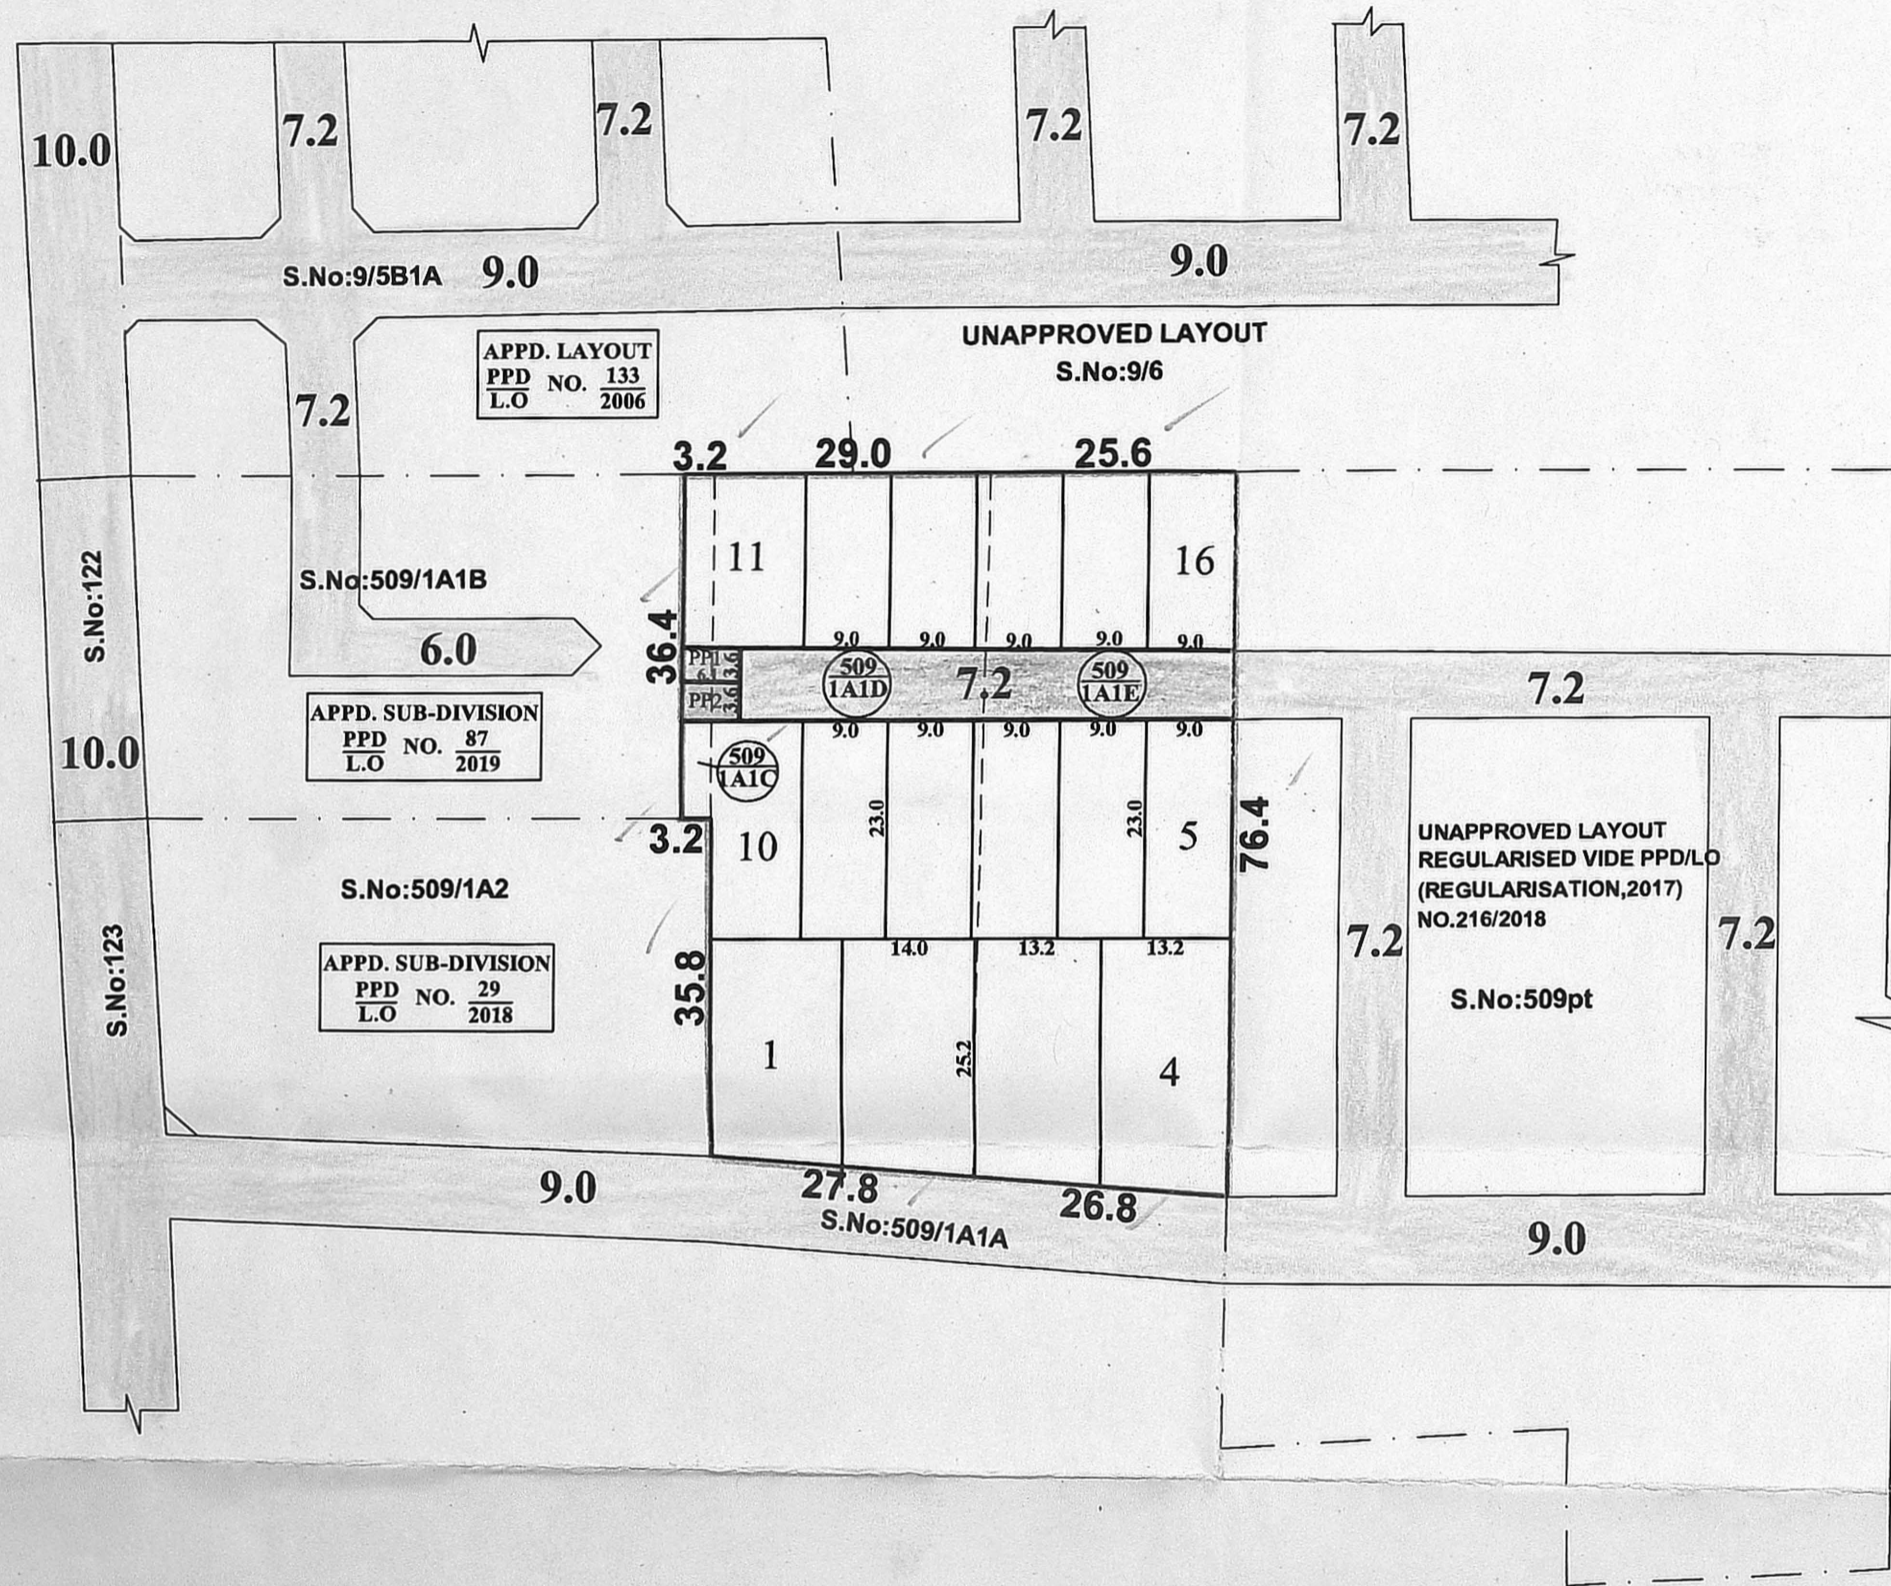 10.0
7.2
7.2
7.2
7.2
S.No:9/5B1A
9.0
9.0
APPD. LAYOUT
PPD NO. 133
L.O 2006
UNAPPROVED LAYOUT
S.No:9/6
7.2
3.2
29.0
25.6
S.No:122
S.No:509/1A1B
11
16
36.4
6.0
9.0
9.0
9.0
9.0
9.0
PP1
6.1
3.6
PP2
3.6
509
1A1D
7.2
509
1A1E
7.2
APPD. SUB-DIVISION
PPD NO. 87
L.O 2019
10.0
9.0
9.0
9.0
9.0
9.0
509
1A1C
3.2
10
23.0
23.0
5
76.4
UNAPPROVED LAYOUT
REGULARISED VIDE PPD/LO
(REGULARISATION,2017)
NO.216/2018
S.No:509/1A2
S.No:123
APPD. SUB-DIVISION
PPD NO. 29
L.O 2018
35.8
14.0
13.2
13.2
7.2
7.2
S.No:509pt
1
25.2
4
9.0
27.8
26.8
S.No:509/1A1A
9.0